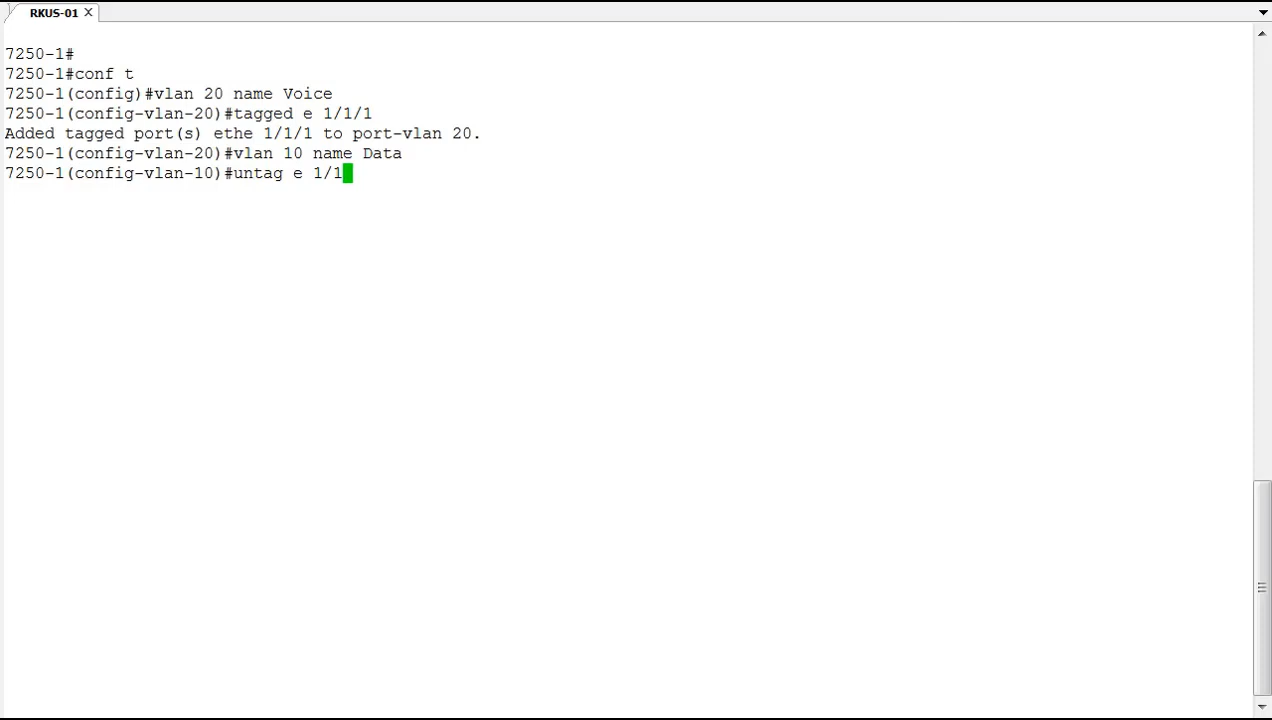 RKUS-01 X
7250-1#
7250-1#conf t
7250-1(config)#vlan 20 name Voice
7250-1(config-vlan-20)#tagged e 1/1/1
Added tagged port(s) ethe 1/1/1 to port-vlan 20.
7250-1(config-vlan-20)#vlan 10 name Data
7250-1(config-vlan-10)#untag e 1/1